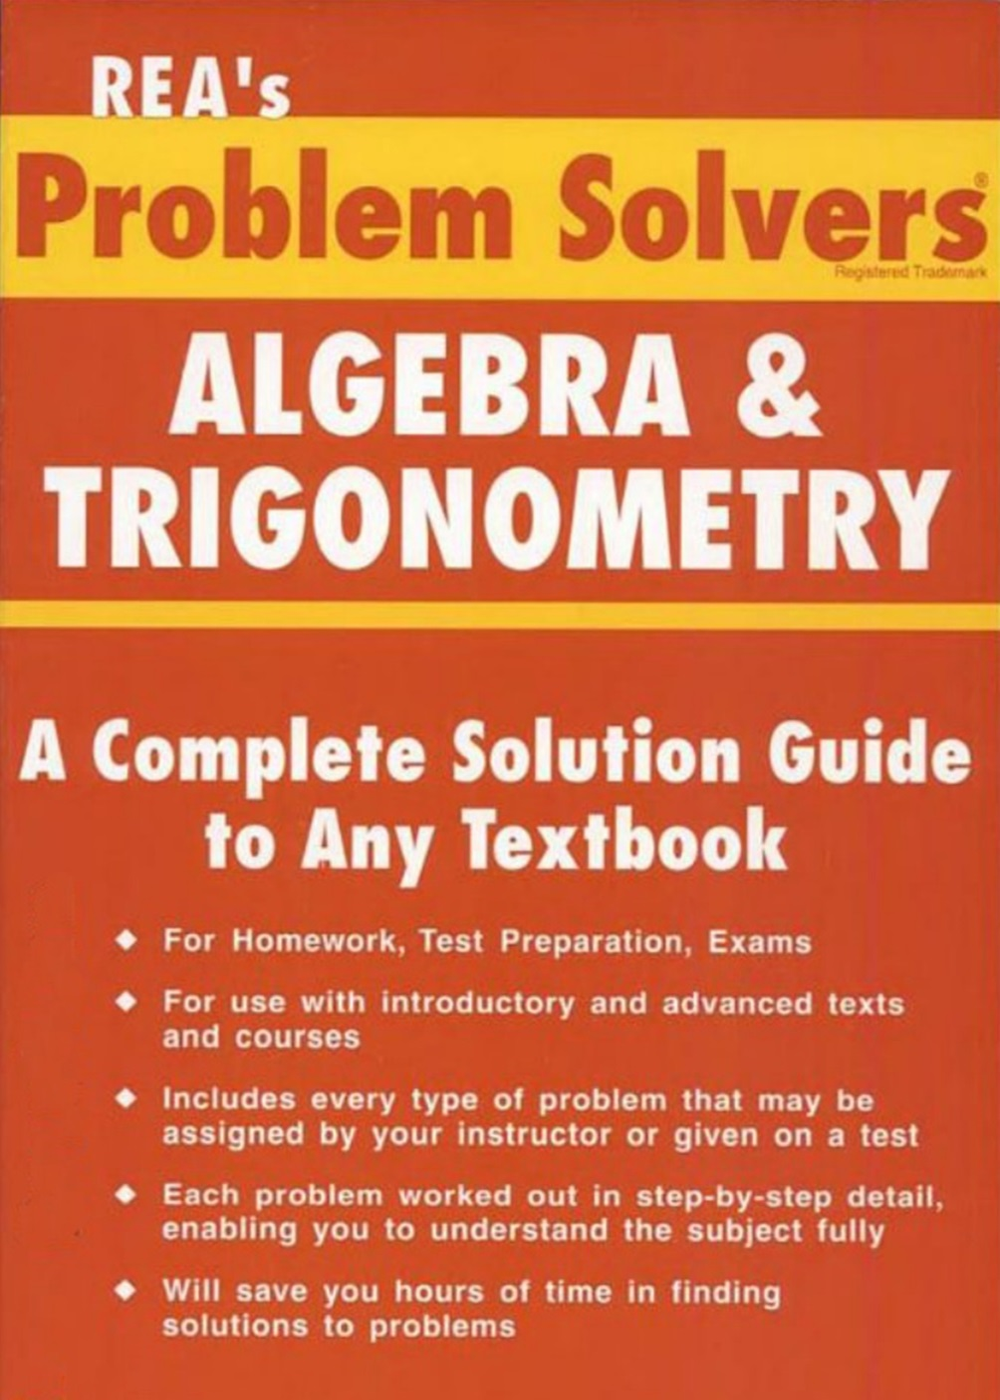 REA's
Problem Solvers®
Registered Trademark
ALGEBRA &
TRIGONOMETRY
A Complete Solution Guide
to Any Textbook
◆ For Homework, Test Preparation, Exams
◆ For use with introductory and advanced texts
and courses
◆ Includes every type of problem that may be
assigned by your instructor or given on a test
◆ Each problem worked out in step-by-step detail,
enabling you to understand the subject fully
◆ Will save you hours of time in finding
solutions to problems